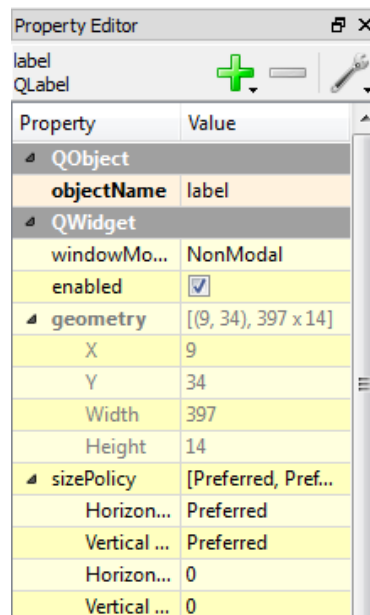 Property Editor
label
QLabel
Property Value
QObject
objectName label
QWidget
windowMo... NonModal
enabled
geometry [(9, 34), 397 x 14]
X 9
Y 34
Width 397
Height 14
sizePolicy [Preferred, Pref...
Horizon... Preferred
Vertical ... Preferred
Horizon... 0
Vertical ... 0